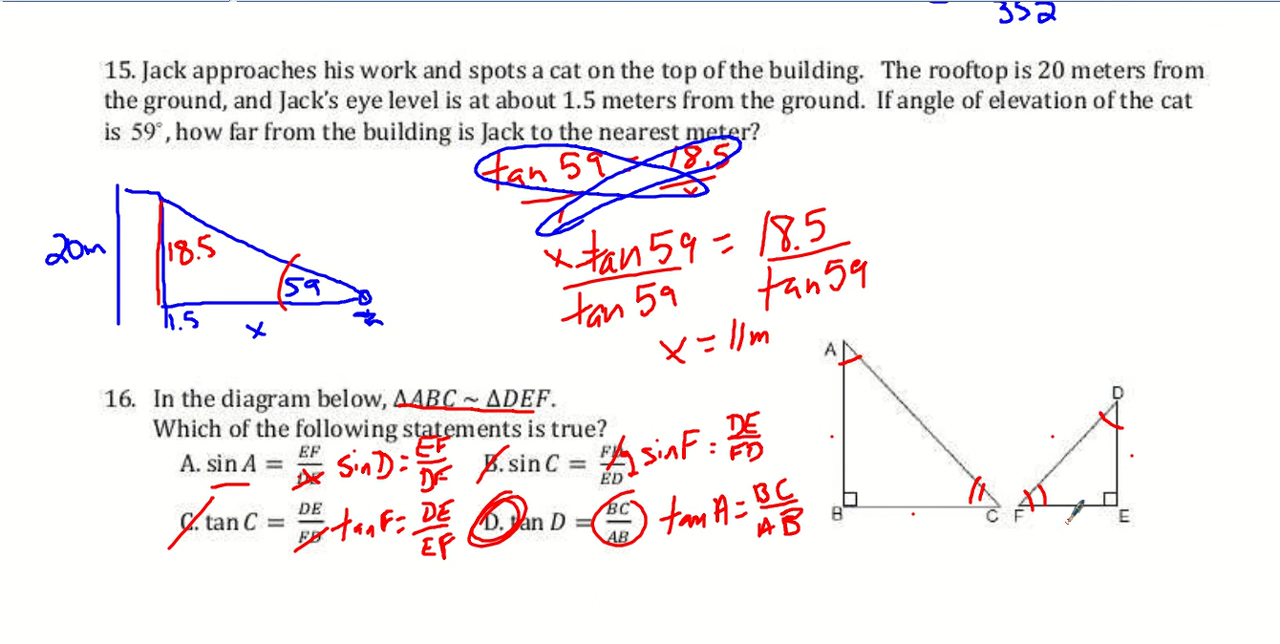 352
15. Jack approaches his work and spots a cat on the top of the building. The rooftop is 20 meters from
the ground, and Jack's eye level is at about 1.5 meters from the ground. If angle of elevation of the cat
is 59°, how far from the building is Jack to the nearest meter?
tan 59 = 18.5
1 x
20m
18.5
59
1.5
x
x tan 59 = 18.5
tan 59 tan 59
x = 11m
16. In the diagram below, ΔABC ~ ΔDEF.
Which of the following statements is true?
A. sin A = EF/DF sin D = EF/DF B. sin C = /ED sin F = DE/FD
C. tan C = DE/FD tan F = DE/EF D. tan D = BC/AB tan A = BC/AB
A
B
C
D
F
E